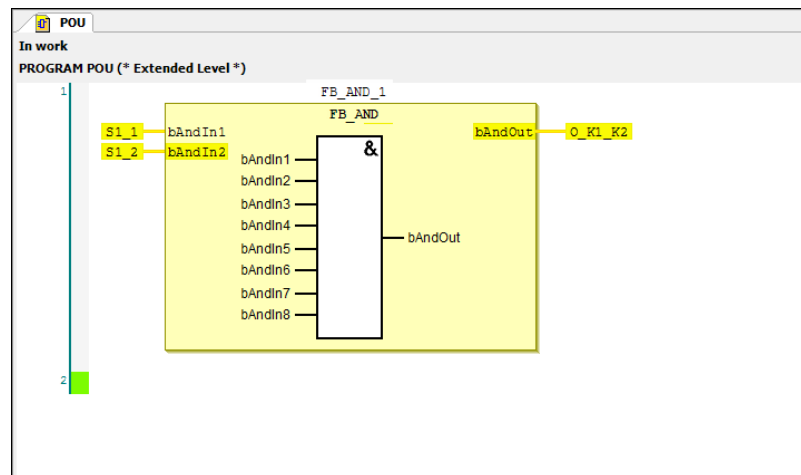 POU
In work
PROGRAM POU (* Extended Level *)
1
FB_AND_1
FB_AND
S1_1 bAndIn1 bAndOut O_K1_K2
S1_2 bAndIn2
&
bAndIn1
bAndIn2
bAndIn3
bAndIn4
bAndOut
bAndIn5
bAndIn6
bAndIn7
bAndIn8
2